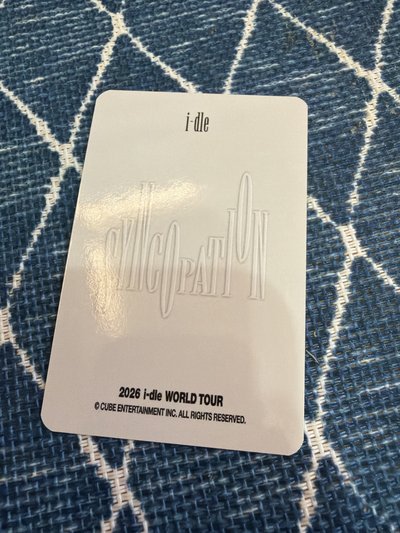 i-dle
SYNCOPATION
2026 i-dle WORLD TOUR
© CUBE ENTERTAINMENT INC. ALL RIGHTS RESERVED.